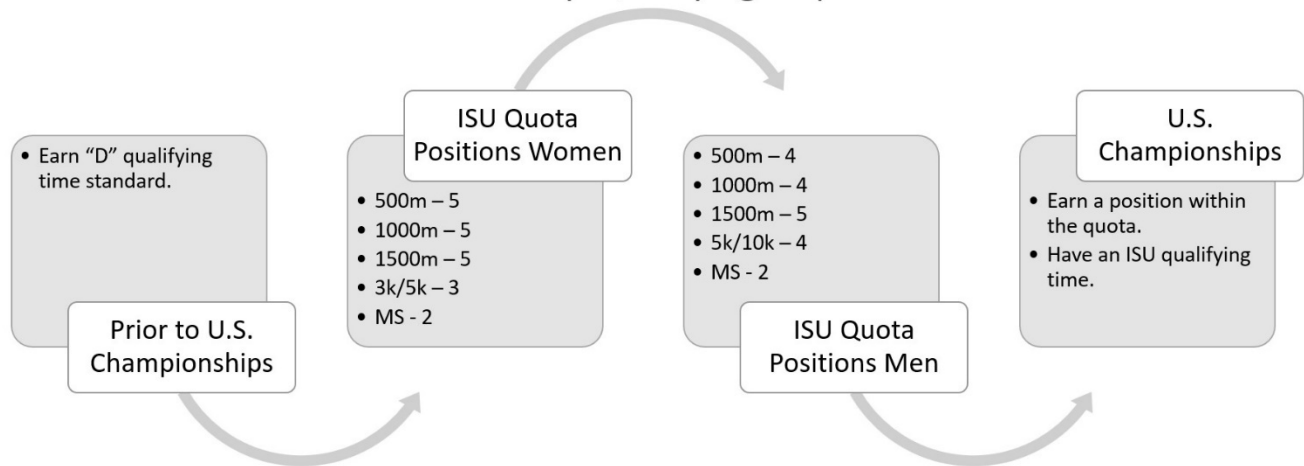 • Earn “D” qualifying
time standard.
Prior to U.S.
Championships
ISU Quota
Positions Women
• 500m – 5
• 1000m – 5
• 1500m – 5
• 3k/5k – 3
• MS - 2
• 500m – 4
• 1000m – 4
• 1500m – 5
• 5k/10k – 4
• MS - 2
ISU Quota
Positions Men
U.S.
Championships
• Earn a position within
the quota.
• Have an ISU qualifying
time.